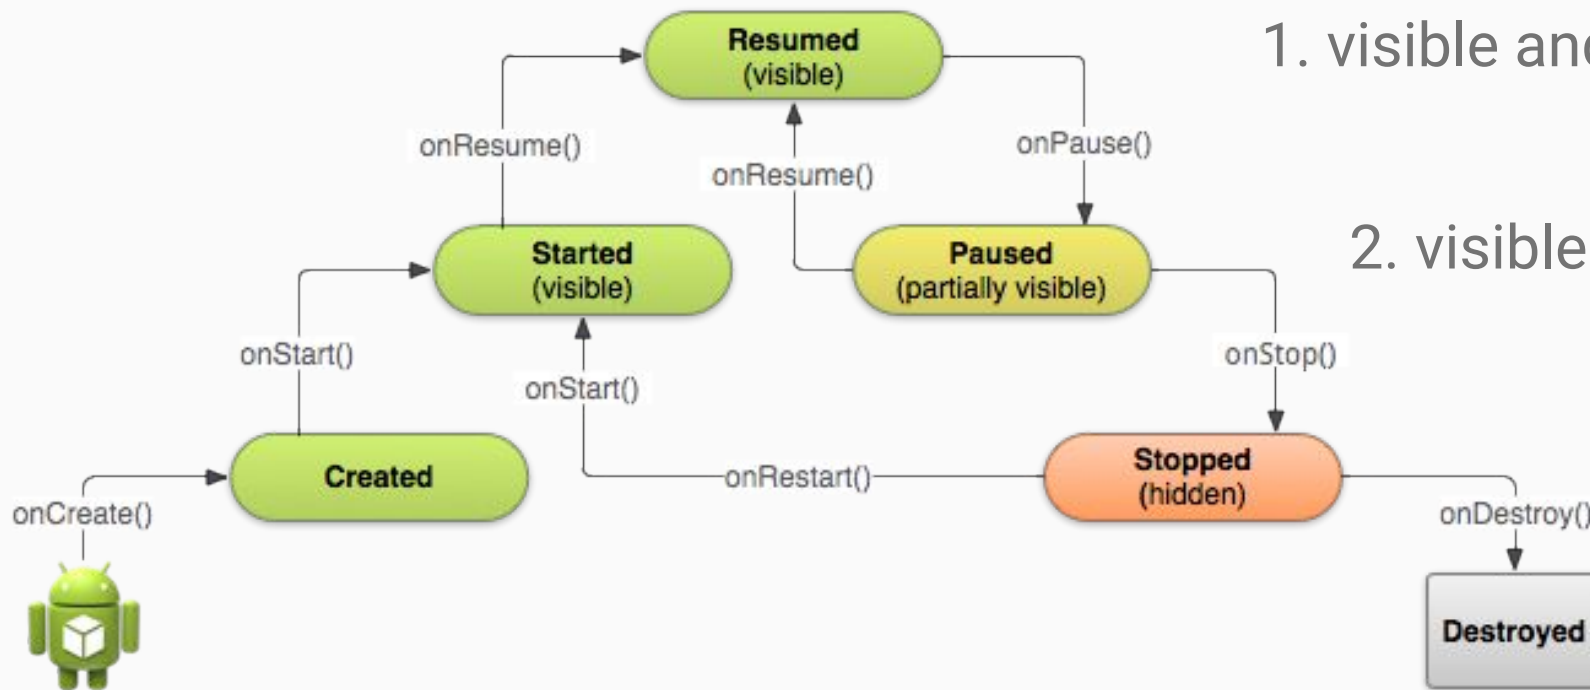 Resumed
(visible)
1. visible and
onResume()
onPause()
onResume()
Started
(visible)
Paused
(partially visible)
2. visible
onStart()
onStop()
onStart()
Created
onRestart()
Stopped
(hidden)
onCreate()
onDestroy()
Destroyed